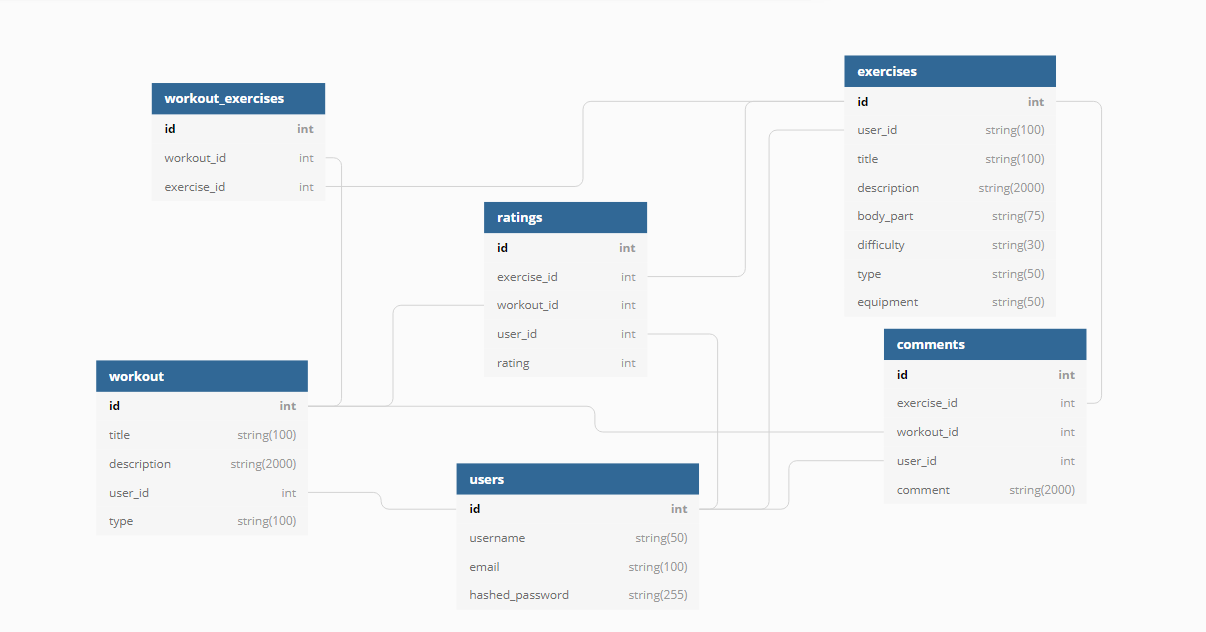 workout_exercises
id int
workout_id int
exercise_id int
exercises
id int
user_id string(100)
title string(100)
description string(2000)
body_part string(75)
difficulty string(30)
type string(50)
equipment string(50)
ratings
id int
exercise_id int
workout_id int
user_id int
rating int
comments
id int
exercise_id int
workout_id int
user_id int
comment string(2000)
workout
id int
title string(100)
description string(2000)
user_id int
type string(100)
users
id int
username string(50)
email string(100)
hashed_password string(255)